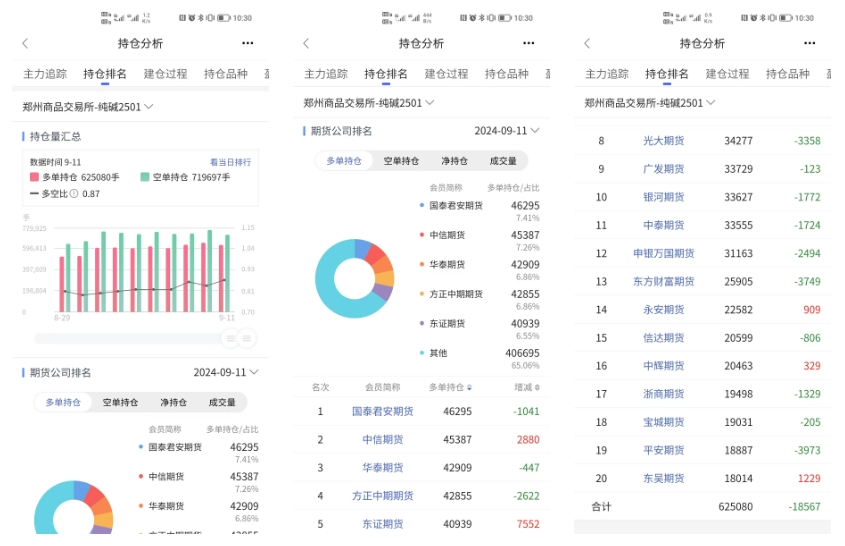 10:30
持仓分析
主力追踪 持仓排名 建仓过程 持仓品种
郑州商品交易所-纯碱2501
持仓量汇总
数据时间 9-11 看当日排行
多单持仓 625080手 空单持仓 719697手
多空比 0.87
手
779,925 1.15
596,413 1.04
397,609 0.93
198,804 0.81
0 0.70
8-29 9-11
期货公司排名 2024-09-11
多单持仓 空单持仓 净持仓 成交量
会员简称 多单持仓/占比
国泰君安期货 46295
7.41%
中信期货 45387
7.26%
华泰期货 42909
6.86%
10:30
持仓分析
主力追踪 持仓排名 建仓过程 持仓品种
郑州商品交易所-纯碱2501
期货公司排名 2024-09-11
多单持仓 空单持仓 净持仓 成交量
会员简称 多单持仓/占比
国泰君安期货 46295
7.41%
中信期货 45387
7.26%
华泰期货 42909
6.86%
方正中期期货 42855
6.86%
东证期货 40939
6.55%
其他 406695
65.06%
名次 会员简称 多单持仓 增减
1 国泰君安期货 46295 -1041
2 中信期货 45387 2880
3 华泰期货 42909 -447
4 方正中期期货 42855 -2622
5 东证期货 40939 7552
10:30
持仓分析
主力追踪 持仓排名 建仓过程 持仓品种
郑州商品交易所-纯碱2501
8 光大期货 34277 -3358
9 广发期货 33729 -123
10 银河期货 33627 -1772
11 中泰期货 33555 -1724
12 申银万国期货 31163 -2494
13 东方财富期货 25905 -3749
14 永安期货 22582 909
15 信达期货 20599 -806
16 中辉期货 20463 329
17 浙商期货 19498 -1329
18 宝城期货 19031 -205
19 平安期货 18887 -3973
20 东吴期货 18014 1229
合计 625080 -18567